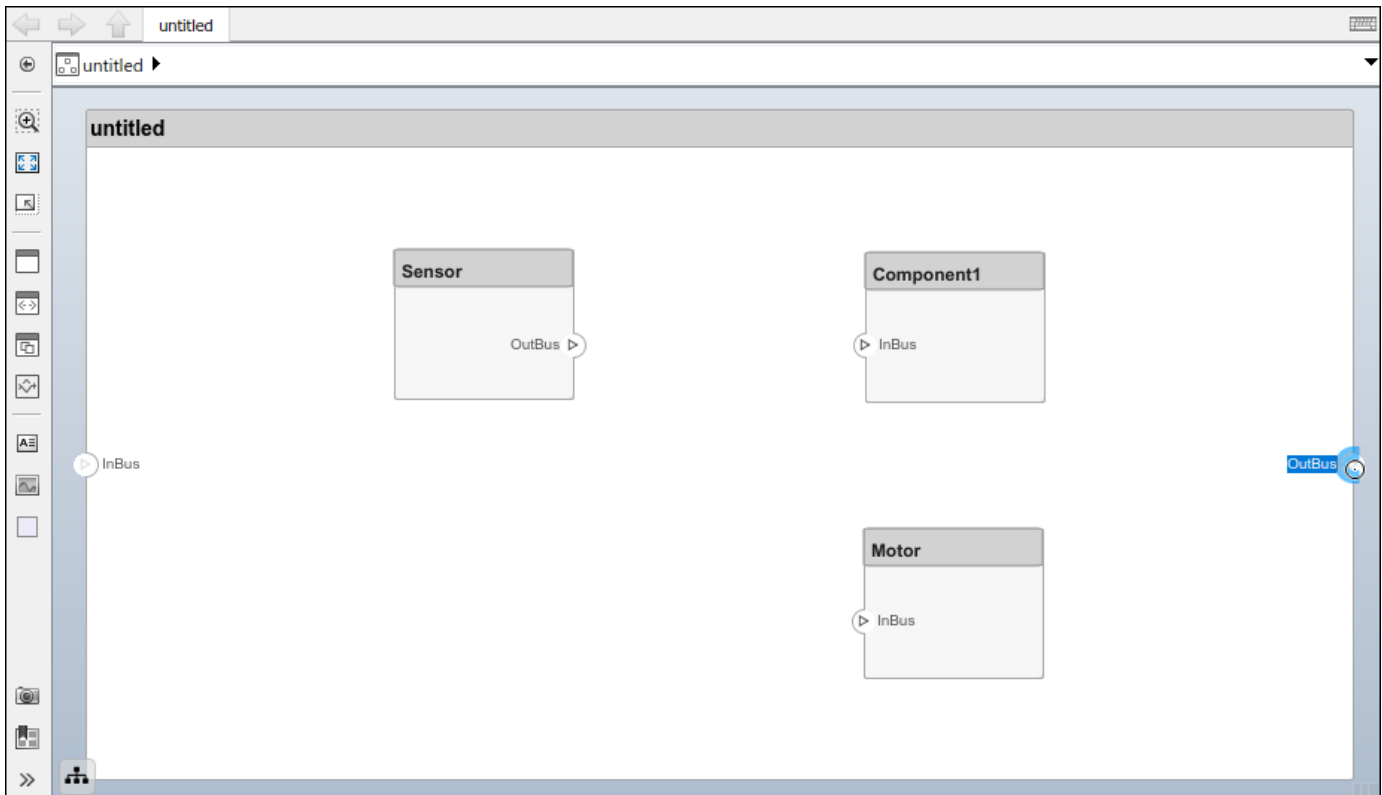 untitled
untitled
untitled
Sensor
Component1
OutBus
InBus
InBus
OutBus
Motor
InBus